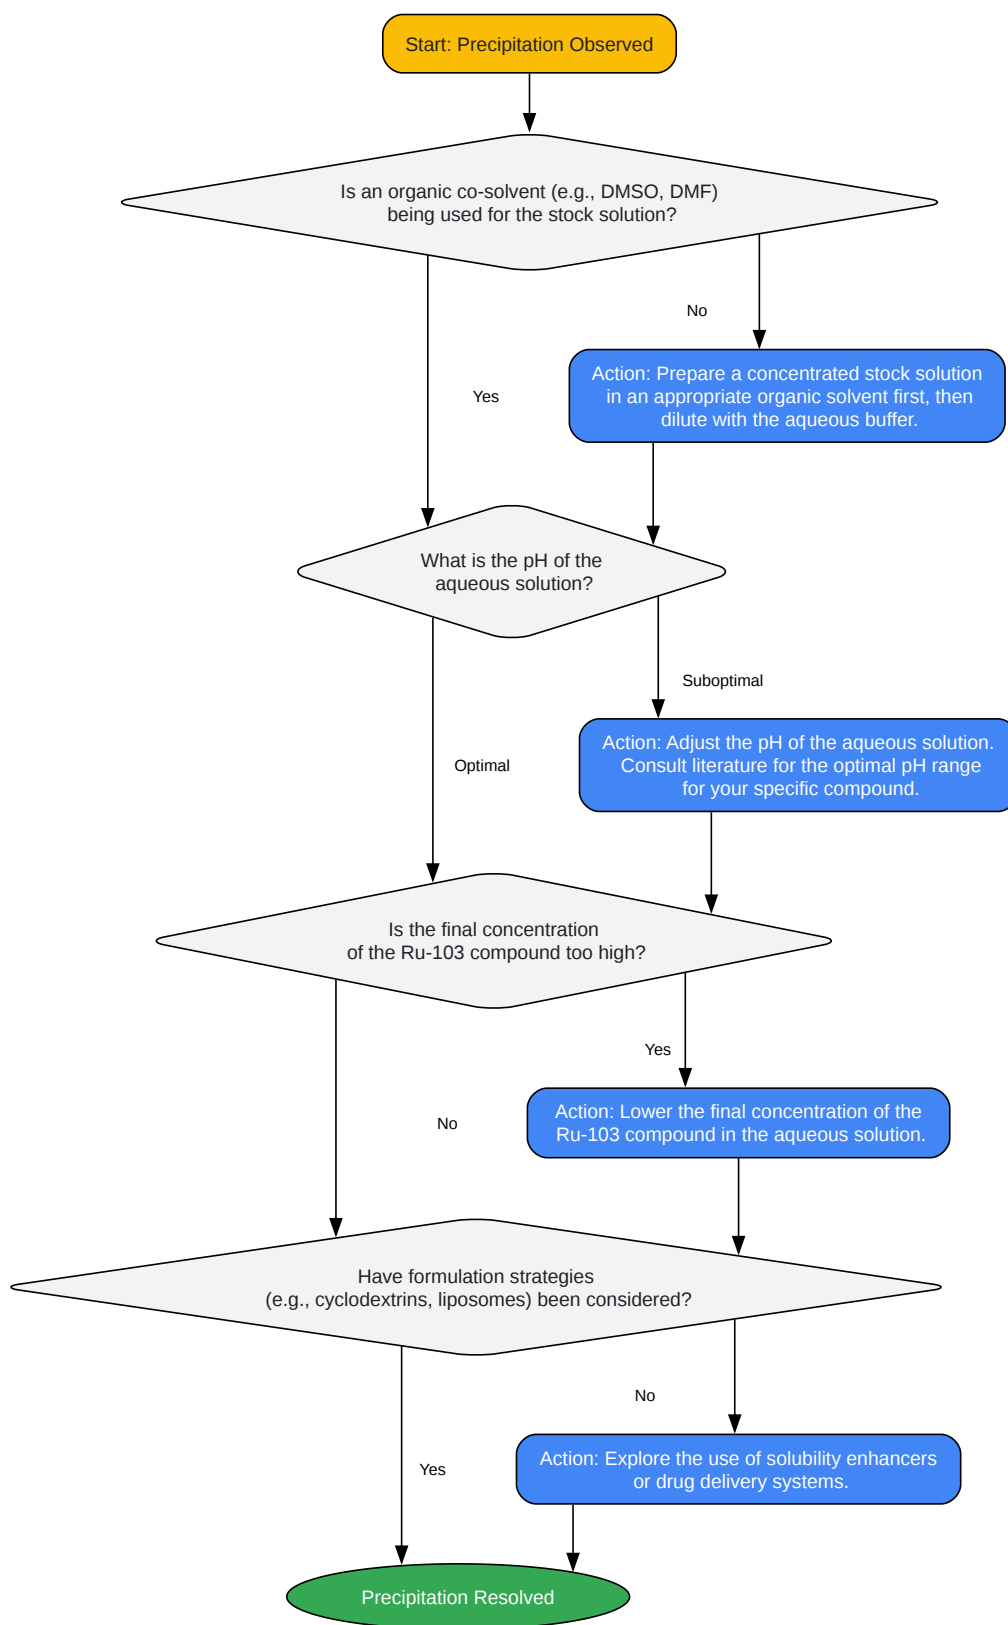 Start: Precipitation Observed
Is an organic co-solvent (e.g., DMSO, DMF)
being used for the stock solution?
No
Action: Prepare a concentrated stock solution
in an appropriate organic solvent first, then
dilute with the aqueous buffer.
Yes
What is the pH of the
aqueous solution?
Suboptimal
Action: Adjust the pH of the aqueous solution.
Consult literature for the optimal pH range
for your specific compound.
Optimal
Is the final concentration
of the Ru-103 compound too high?
Yes
Action: Lower the final concentration of the
Ru-103 compound in the aqueous solution.
No
Have formulation strategies
(e.g., cyclodextrins, liposomes) been considered?
No
Action: Explore the use of solubility enhancers
or drug delivery systems.
Yes
Precipitation Resolved